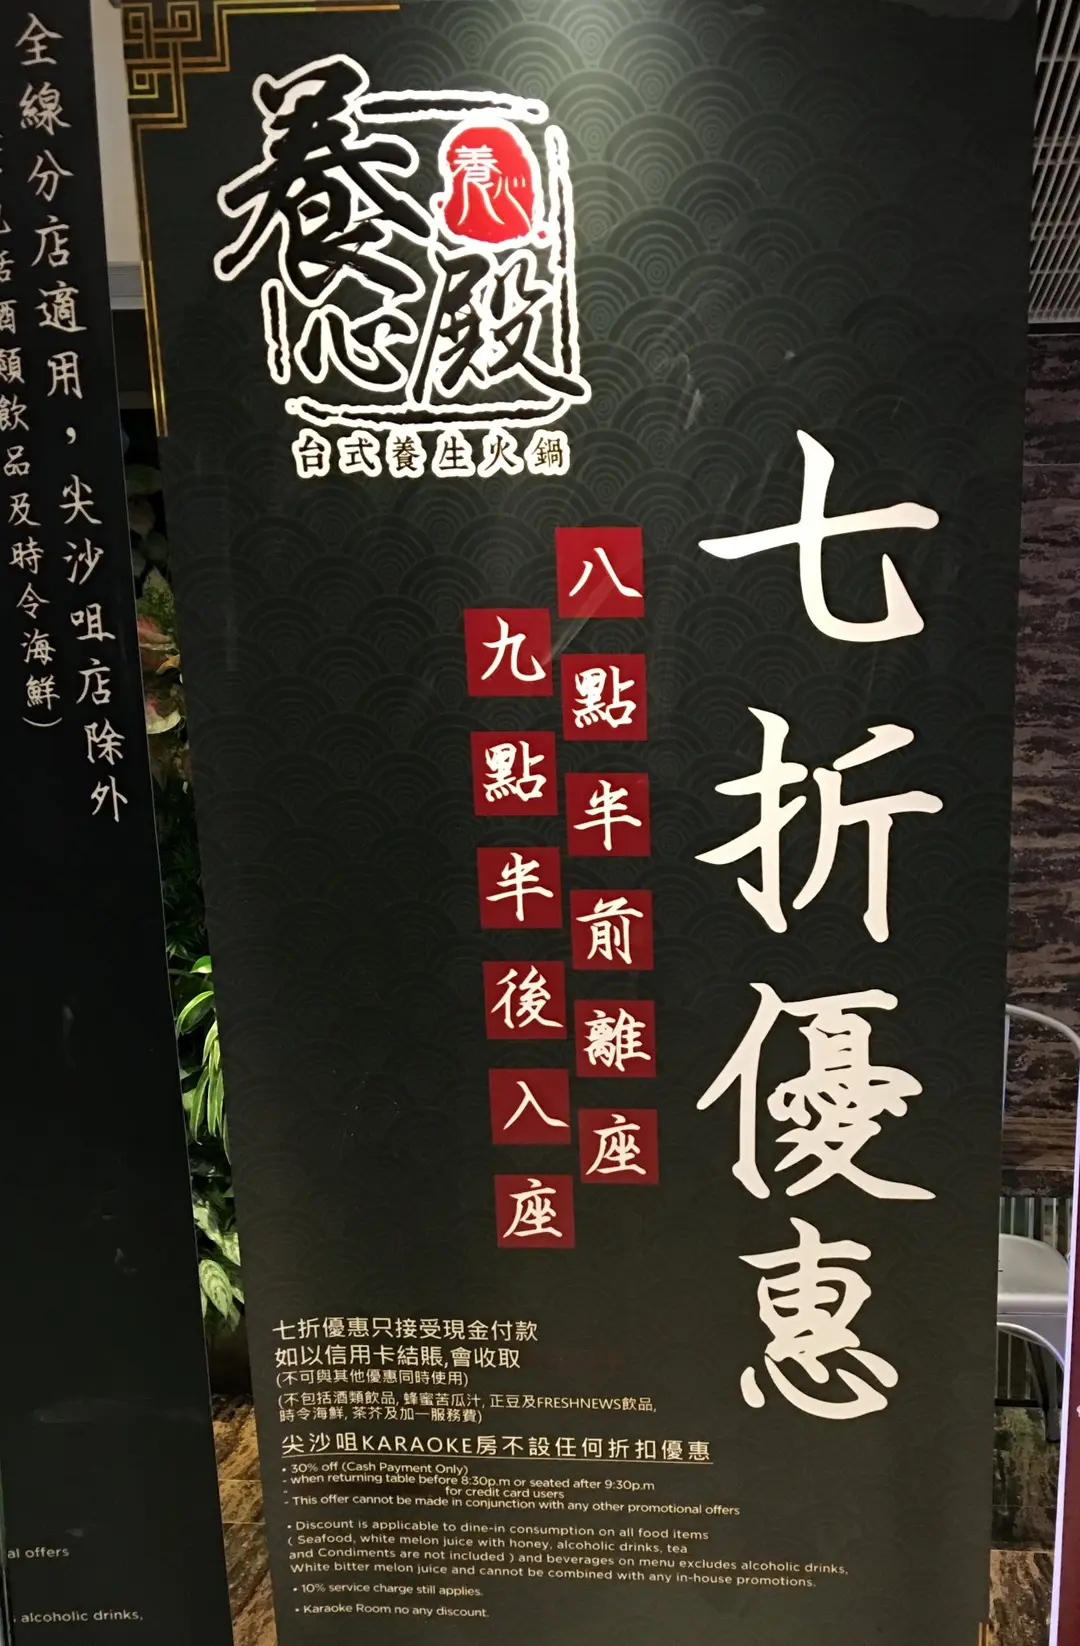 全線分店適用，尖沙咀店除外
括酒類飲品及時令海鮮）
al offers
, alcoholic drinks,
養心殿
養心
台式養生火鍋
七折優惠
八點半前離座
九點半後入座
七折優惠只接受現金付款
如以信用卡結賬,會收取
(不可與其他優惠同時使用)
(不包括酒類飲品, 蜂蜜苦瓜汁, 正豆及FRESHNEWS飲品,
時令海鮮, 茶芥及加一服務費)
尖沙咀KARAOKE房不設任何折扣優惠
• 30% off (Cash Payment Only)
- when returning table before 8:30p.m or seated after 9:30p.m
- for credit card users
- This offer cannot be made in conjunction with any other promotional offers
• Discount is applicable to dine-in consumption on all food items
( Seafood, white melon juice with honey, alcoholic drinks, tea
and Condiments are not included ) and beverages on menu excludes alcoholic drinks,
White bitter melon juice and cannot be combined with any in-house promotions.
• 10% service charge still applies.
• Karaoke Room no any discount.